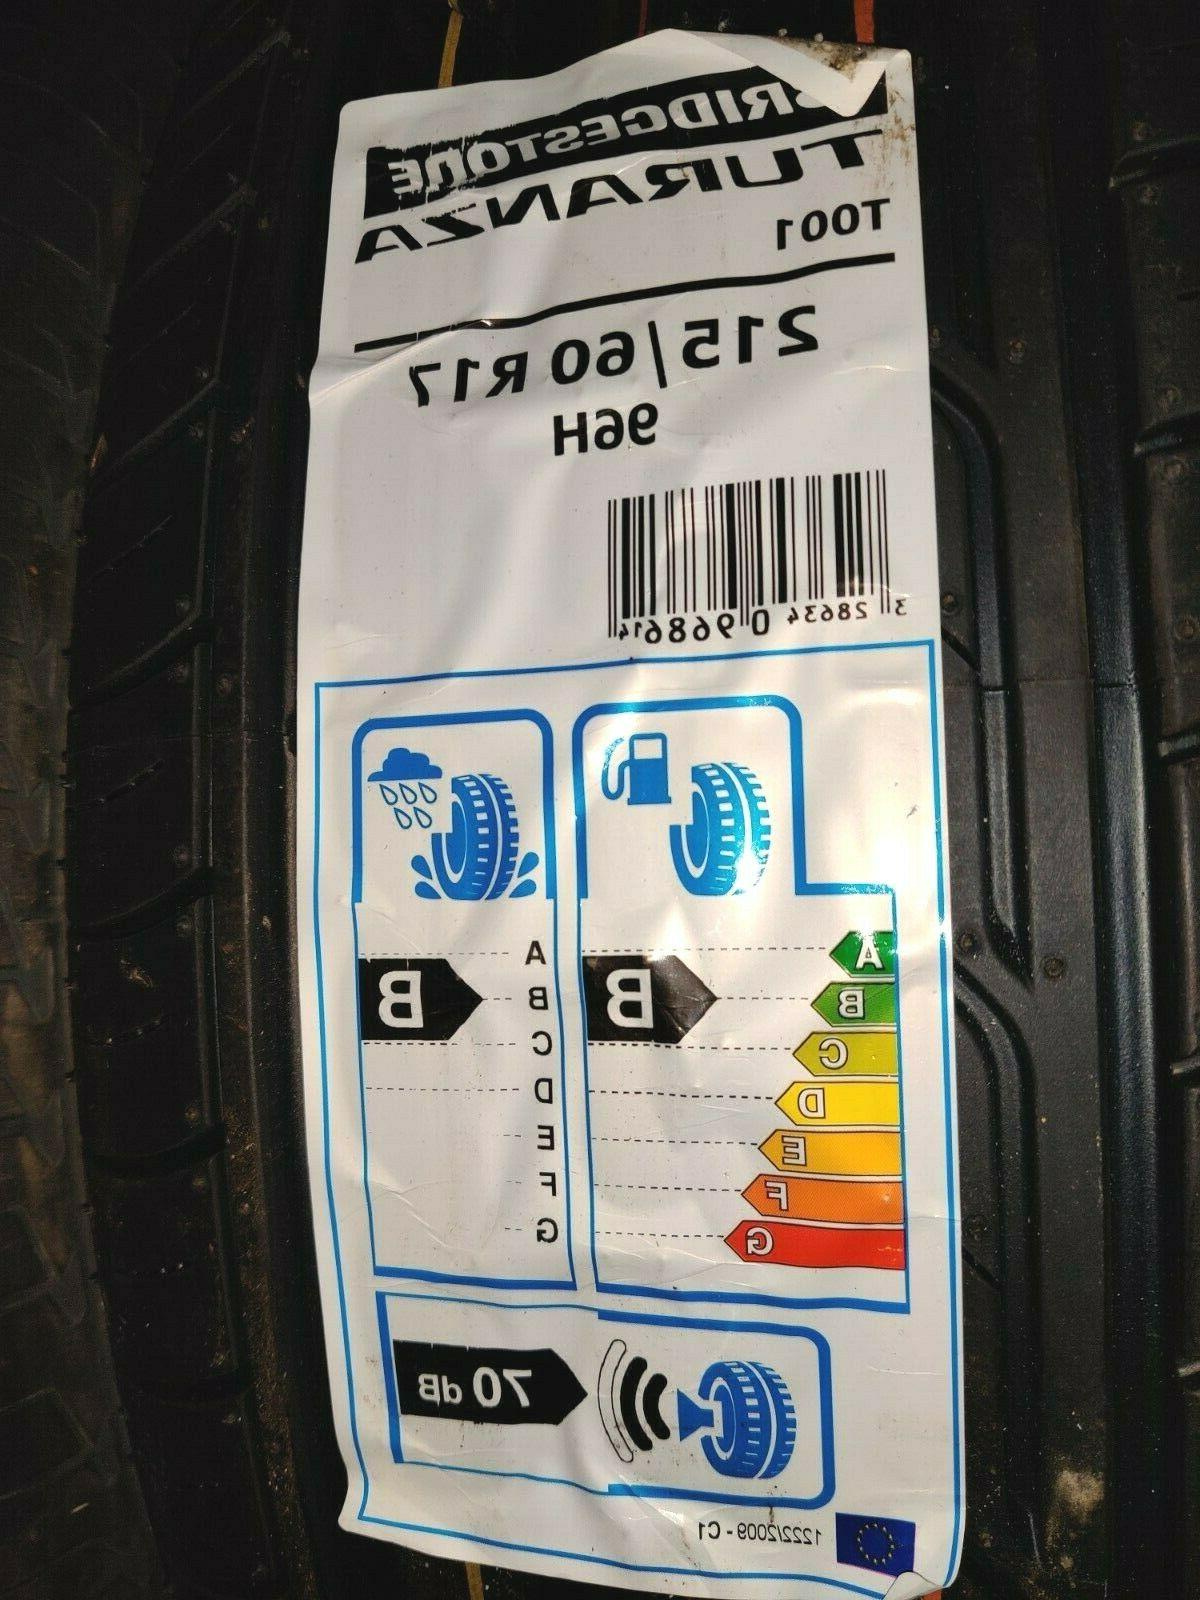 BRIDGESTONE
TURANZA
T001
215/60 R17
96H
3 286340 968614
A
B
C
D
E
F
G
B
A
B
C
D
E
F
G
B
70 dB
1222/2009 - C1